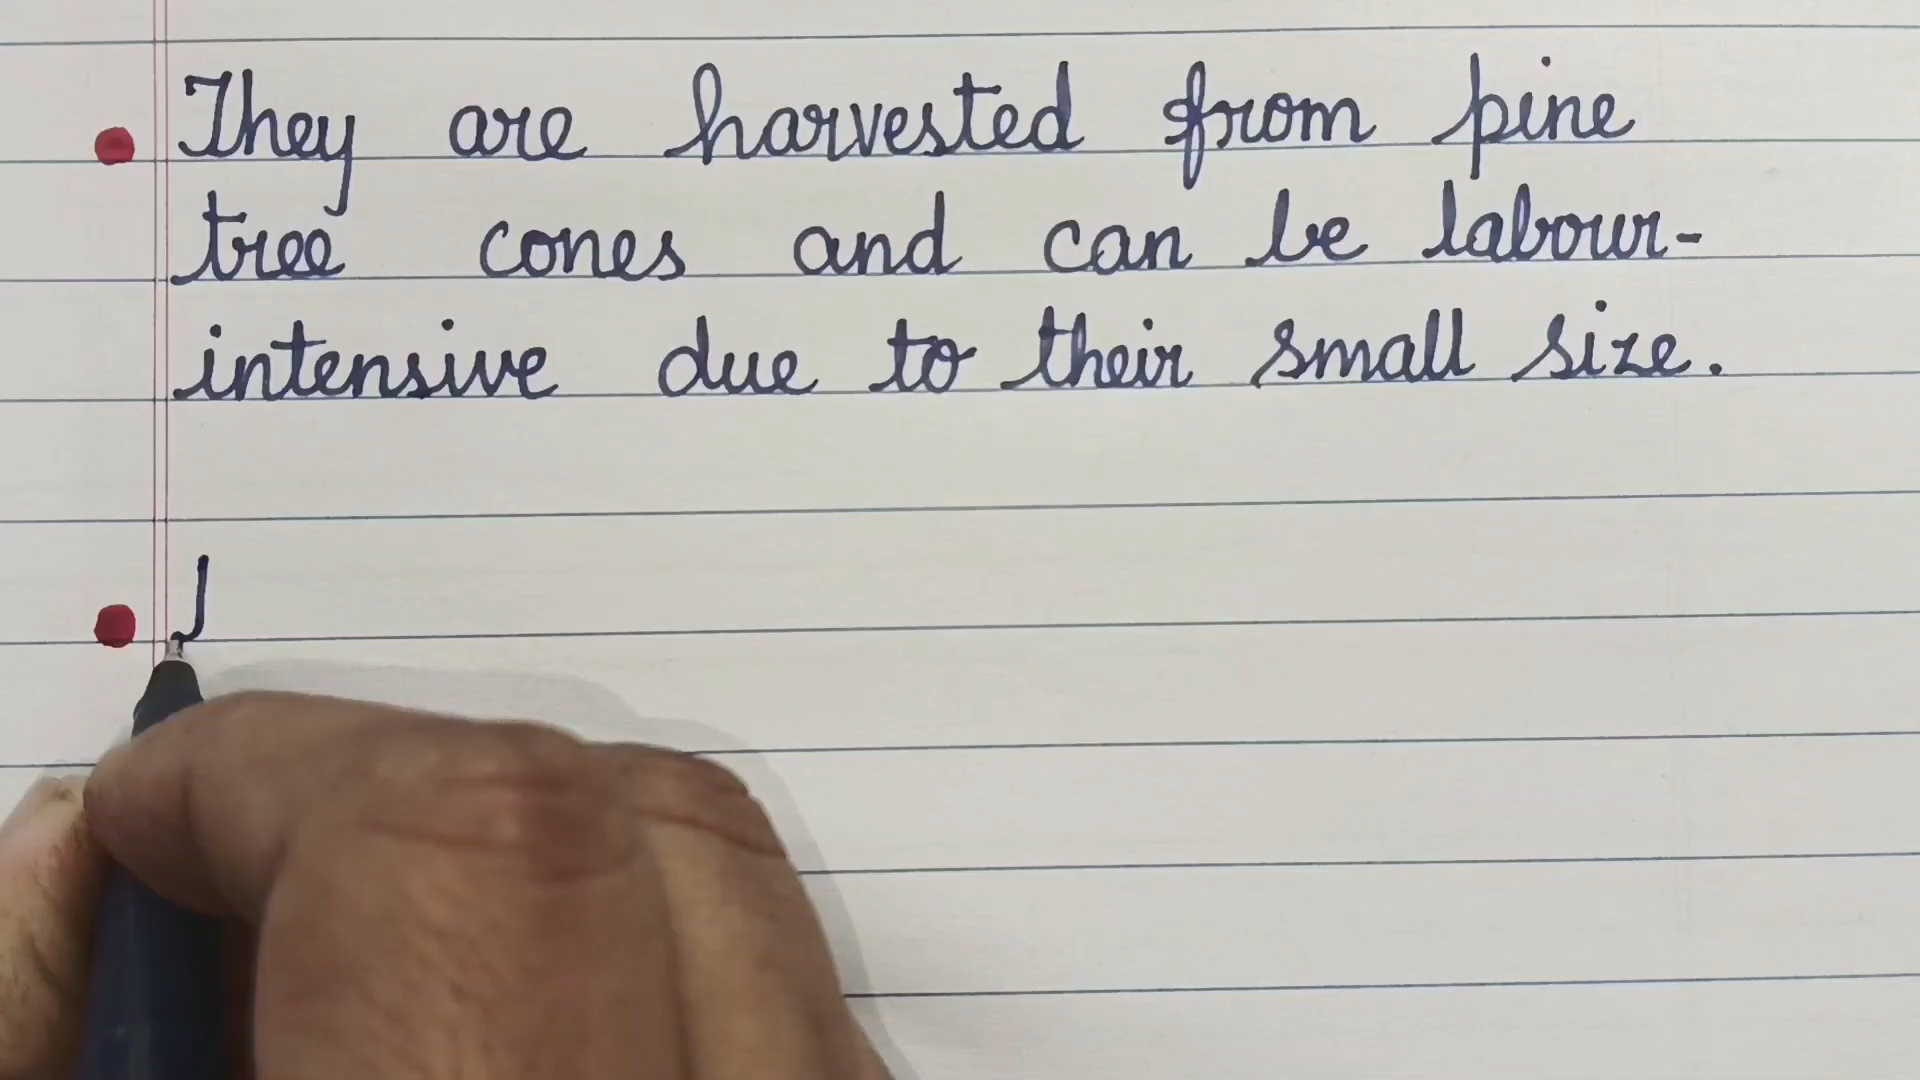 They are harvested from pine
tree cones and can be labour-
intensive due to their small size.